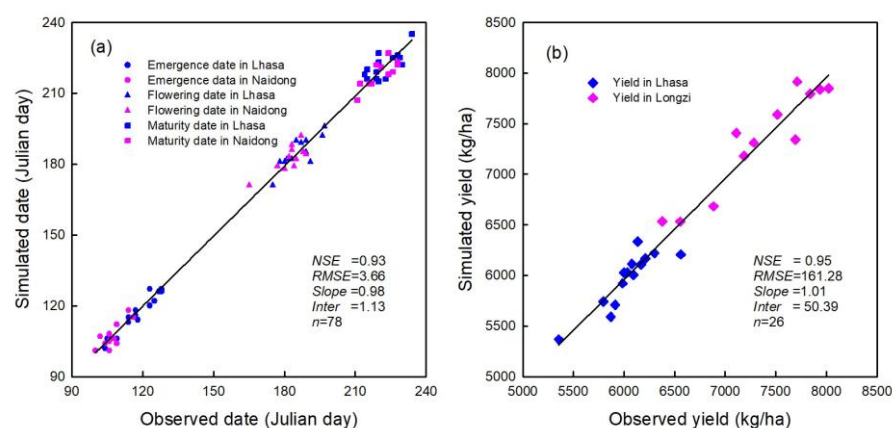 (a)
Emergence date in Lhasa
Emergence date in Naidong
Flowering date in Lhasa
Flowering date in Naidong
Maturity date in Lhasa
Maturity date in Naidong
NSE =0.93
RMSE=3.66
Slope =0.98
Inter =1.13
n=78
Simulated date (Julian day)
240
210
180
150
120
90
90
120
150
180
210
240
Observed date (Julian day)
(b)
Yield in Lhasa
Yield in Longzi
NSE = 0.95
RMSE=161.28
Slope =1.01
Inter = 50.39
n=26
Simulated yield (kg/ha)
8500
8000
7500
7000
6500
6000
5500
5000
5000
5500
6000
6500
7000
7500
8000
8500
Observed yield (kg/ha)